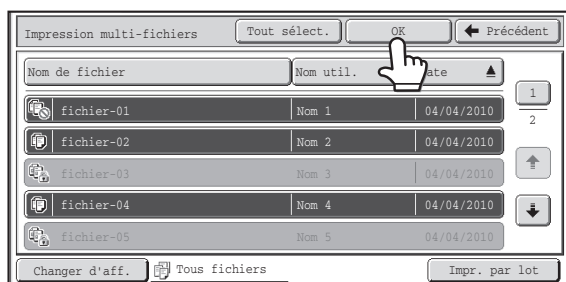 Impression multi-fichiers Tout sélect. OK Précédent
Nom de fichier Nom util. ate
fichier-01 Nom 1 04/04/2010
fichier-02 Nom 2 04/04/2010
fichier-03 Nom 3 04/04/2010
fichier-04 Nom 4 04/04/2010
fichier-05 Nom 5 04/04/2010
1
2
Changer d'aff. Tous fichiers Impr. par lot